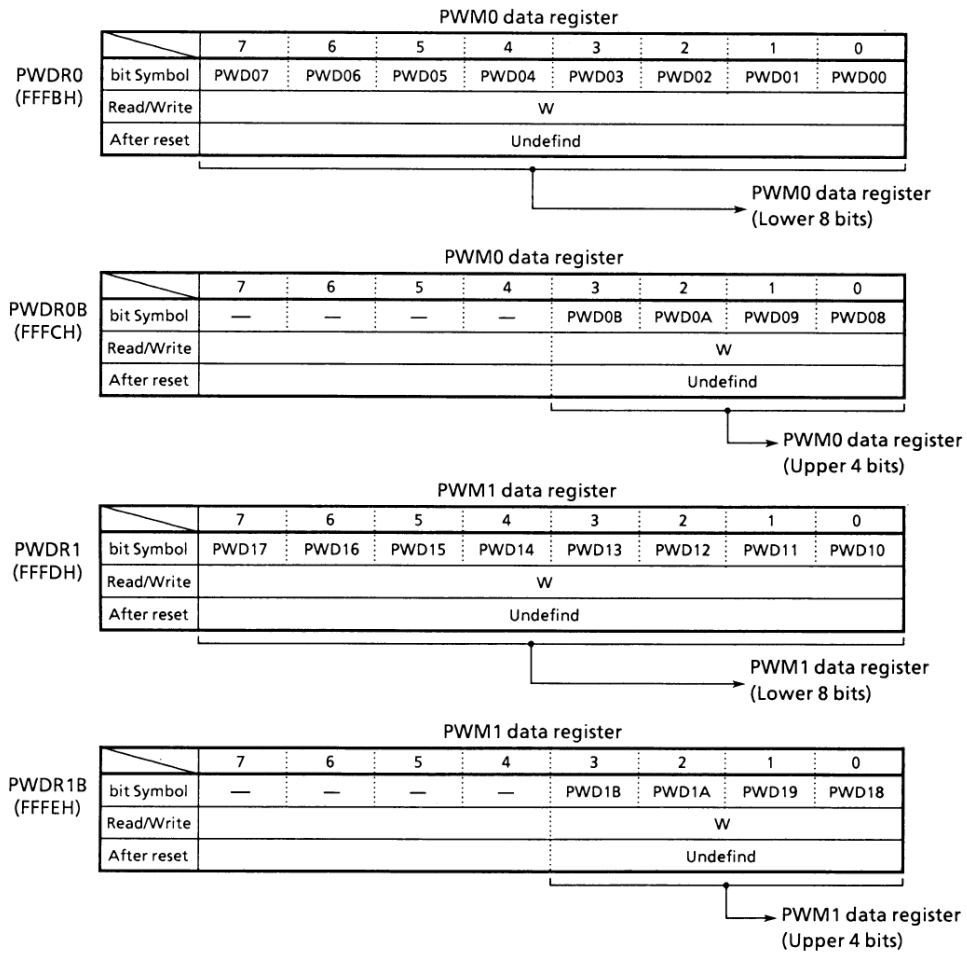 PWM0 data register
7 6 5 4 3 2 1 0
PWDR0 bit Symbol PWD07 PWD06 PWD05 PWD04 PWD03 PWD02 PWD01 PWD00
(FFFBH)
Read/Write W
After reset Undefind
PWM0 data register
(Lower 8 bits)
PWM0 data register
7 6 5 4 3 2 1 0
PWDR0B bit Symbol — — — — PWD0B PWD0A PWD09 PWD08
(FFFCH)
Read/Write W
After reset Undefind
PWM0 data register
(Upper 4 bits)
PWM1 data register
7 6 5 4 3 2 1 0
PWDR1 bit Symbol PWD17 PWD16 PWD15 PWD14 PWD13 PWD12 PWD11 PWD10
(FFFDH)
Read/Write W
After reset Undefind
PWM1 data register
(Lower 8 bits)
PWM1 data register
7 6 5 4 3 2 1 0
PWDR1B bit Symbol — — — — PWD1B PWD1A PWD19 PWD18
(FFFEH)
Read/Write W
After reset Undefind
PWM1 data register
(Upper 4 bits)